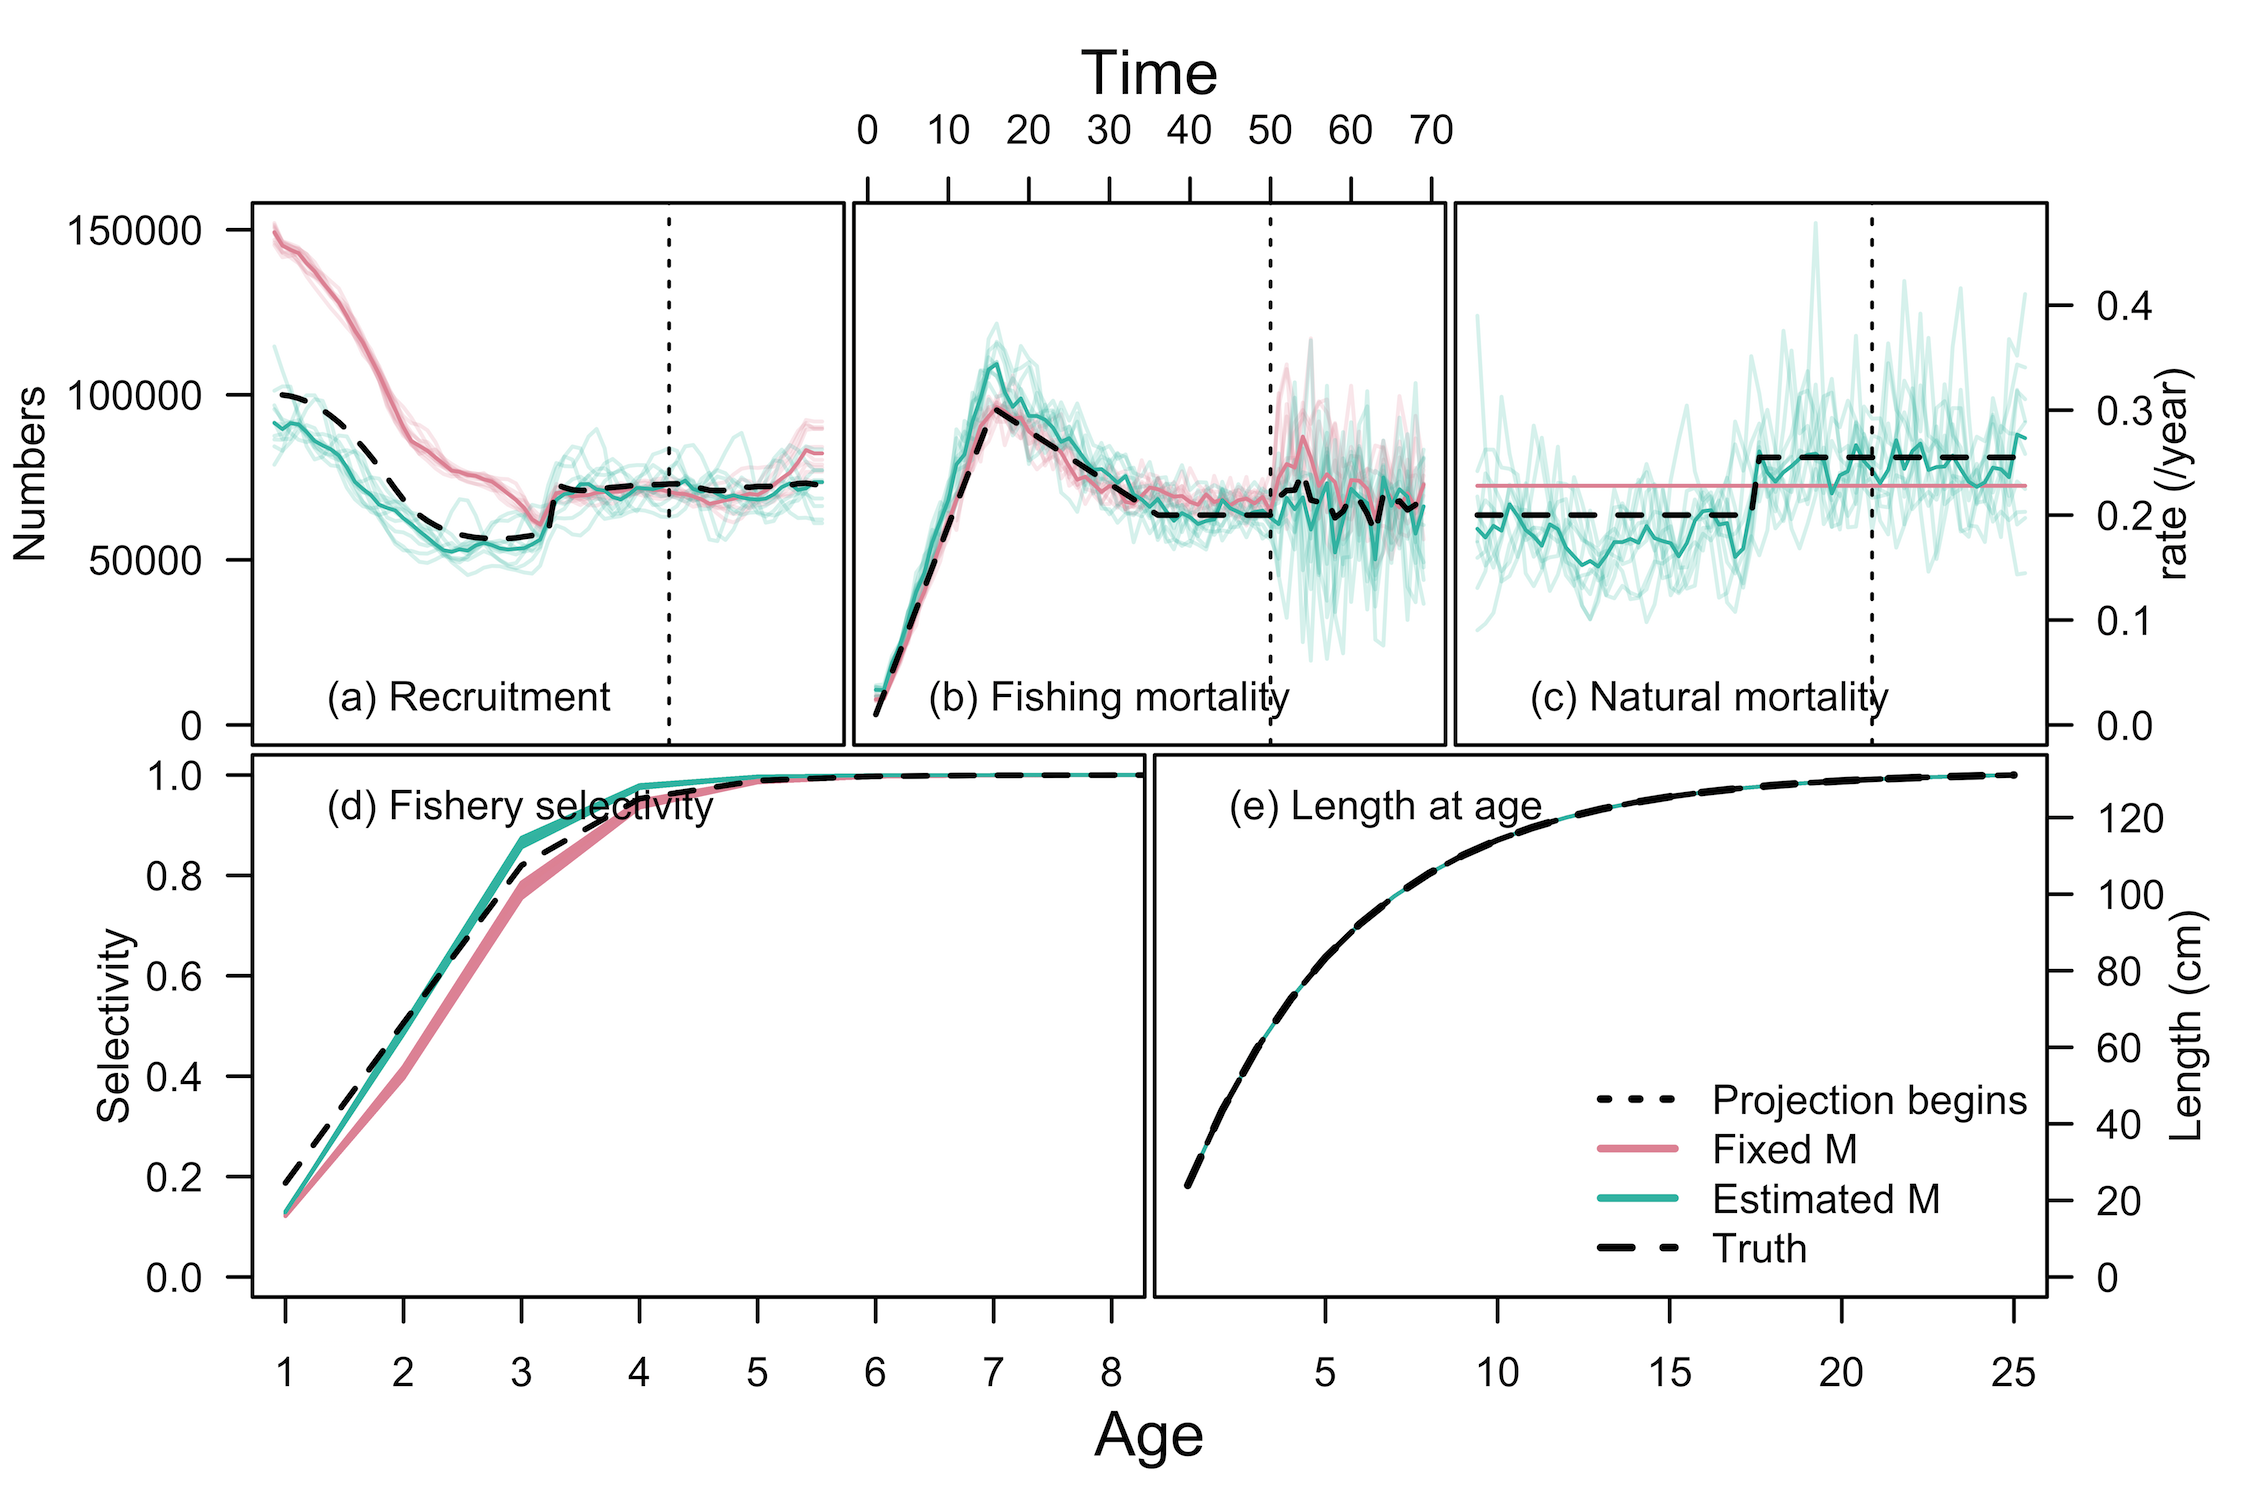 Time
0 10 20 30 40 50 60 70
Numbers
150000
100000
50000
0
(a) Recruitment
(b) Fishing mortality
(c) Natural mortality
0.4
0.3
0.2
0.1
0.0
rate (/year)
Selectivity
1.0
0.8
0.6
0.4
0.2
0.0
(d) Fishery selectivity
(e) Length at age
Projection begins
Fixed M
Estimated M
Truth
120
100
80
60
40
20
0
Length (cm)
1 2 3 4 5 6 7 8
5 10 15 20 25
Age